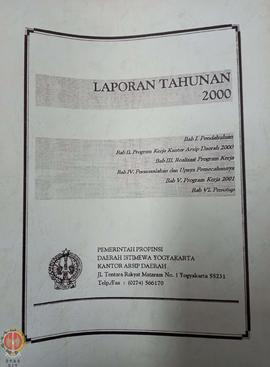 LAPORAN TAHUNAN
2000
Bab I. Pendahuluan
Bab II. Program Kerja Kantor Arsip Daerah 2000
Bab III. Realisasi Program Kerja
Bab IV. Permasalahan dan Upaya Pemecahannya
Bab V. Program Kerja 2001
Bab VI. Penutup
PEMERINTAH PROPINSI
DAERAH ISTIMEWA YOGYAKARTA
KANTOR ARSIP DAERAH
Jl. Tentara Rakyat Mataram No. 1 Yogyakarta 55231
Telp./Fax : (0274) 566170